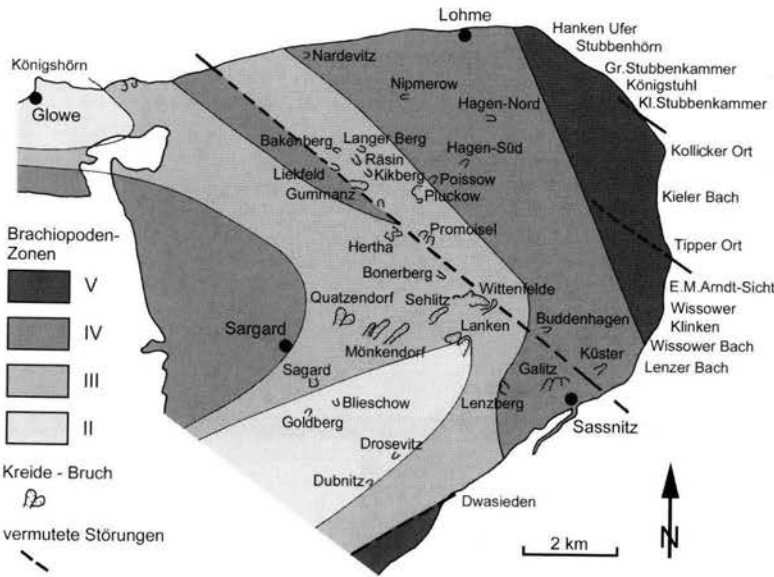 Lohme
Hanken Ufer
Stubbenhörn
Gr.Stubbenkammer
Königstuhl
Kl.Stubbenkammer
Königshörn
Nardevitz
Glowe
Nipmerow
Hagen-Nord
Kollicker Ort
Bakenberg
Langer Berg
Hagen-Süd
Räsin
Liekfeld
Kikberg
Poissow
Gummanz
Pluckow
Kieler Bach
Brachiopoden-
Zonen
V
IV
III
II
Hertha
Promoisel
Tipper Ort
Bonerberg
E.M.Arndt-Sicht
Quatzendorf
Sehlitz
Wittenfelde
Wissower
Klinken
Sargard
Lanken
Buddenhagen
Wissower Bach
Mönkendorf
Galitz
Küster
Lenzer Bach
Sagard
Blieschow
Lenzberg
Goldberg
Sassnitz
Drosevitz
Kreide - Bruch
Dubnitz
Dwasieden
vermutete Störungen
N
2 km